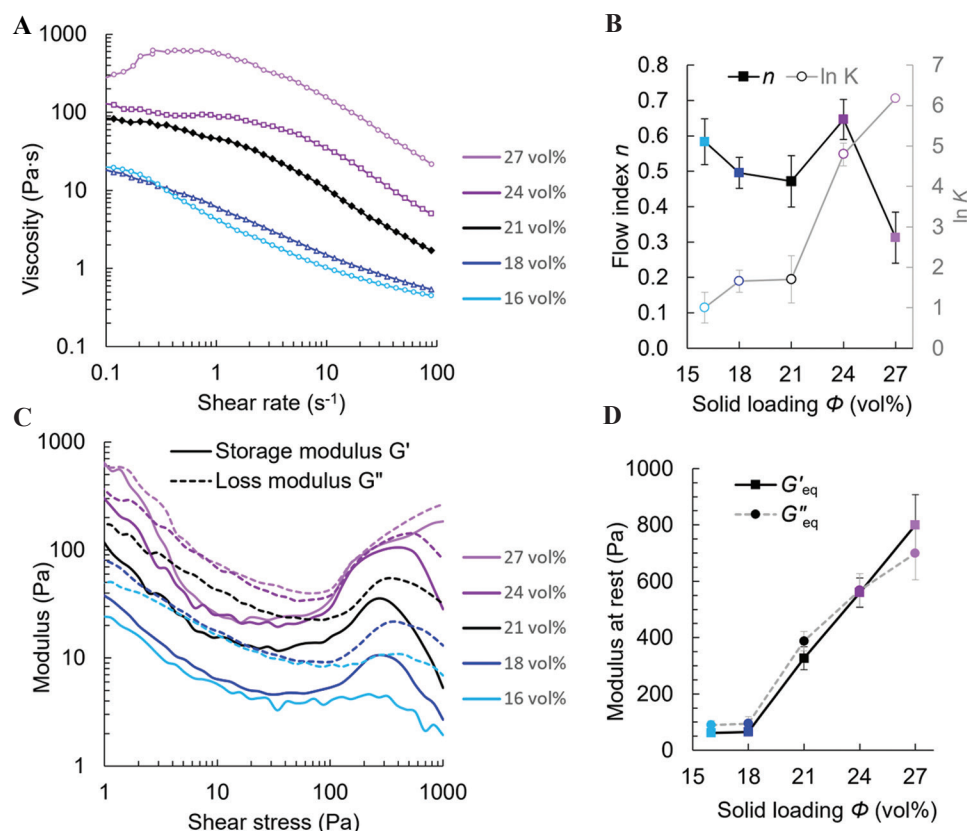 A
1000
100
10
1
0.1
Viscosity (Pa·s)
0.1
1
10
100
Shear rate (s⁻¹)
27 vol%
24 vol%
21 vol%
18 vol%
16 vol%
B
0.8
0.7
0.6
0.5
0.4
0.3
0.2
0.1
0.0
Flow index n
n
ln K
7
6
5
4
3
2
1
0
ln K
15
18
21
24
27
Solid loading Φ (vol%)
C
1000
100
10
1
Modulus (Pa)
Storage modulus G'
Loss modulus G"
1
10
100
1000
Shear stress (Pa)
27 vol%
24 vol%
21 vol%
18 vol%
16 vol%
D
1000
800
600
400
200
0
Modulus at rest (Pa)
G'eq
G"eq
15
18
21
24
27
Solid loading Φ (vol%)